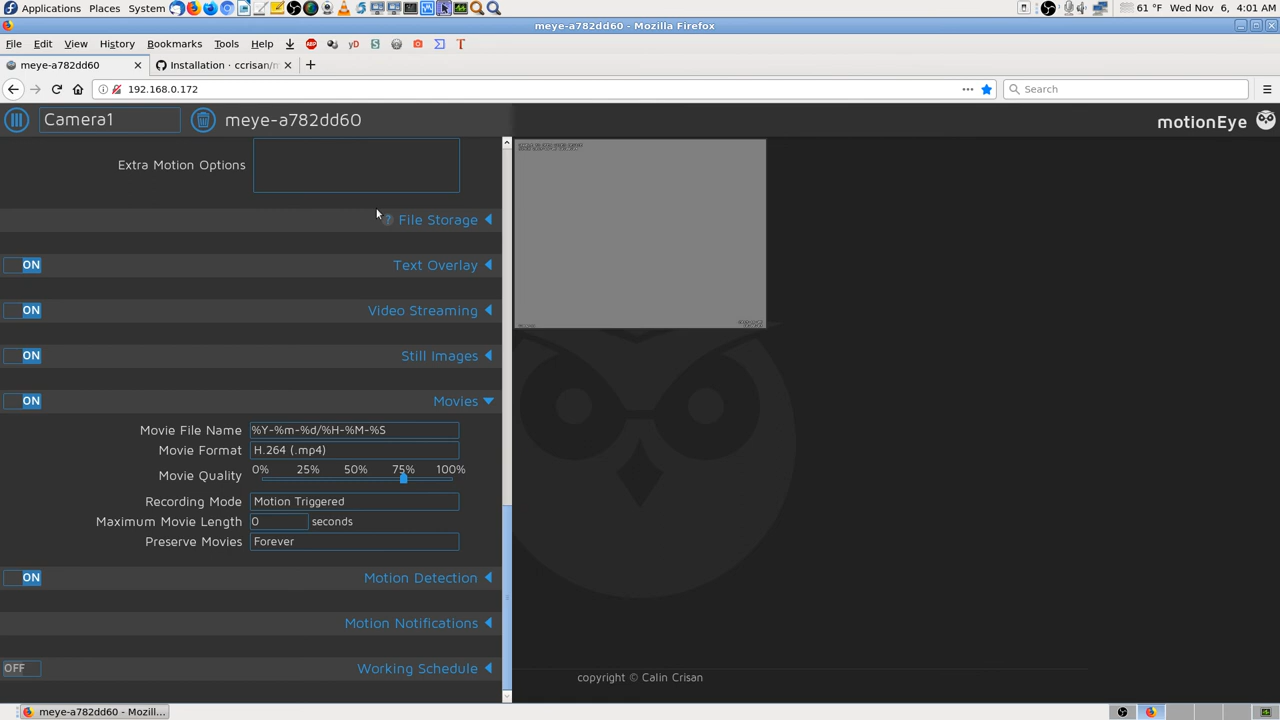 Applications Places System 61 °F Wed Nov 6, 4:01 AM
meye-a782dd60 - Mozilla Firefox
File Edit View History Bookmarks Tools Help
meye-a782dd60 Installation · ccrisan/m
192.168.0.172 Search
Camera1 meye-a782dd60 motionEye
Extra Motion Options
? File Storage
ON Text Overlay
ON Video Streaming
ON Still Images
ON Movies
Movie File Name %Y-%m-%d/%H-%M-%S
Movie Format H.264 (.mp4)
0% 25% 50% 75% 100%
Movie Quality
Recording Mode Motion Triggered
Maximum Movie Length 0 seconds
Preserve Movies Forever
ON Motion Detection
Motion Notifications
OFF Working Schedule
copyright © Calin Crisan
meye-a782dd60 - Mozill...